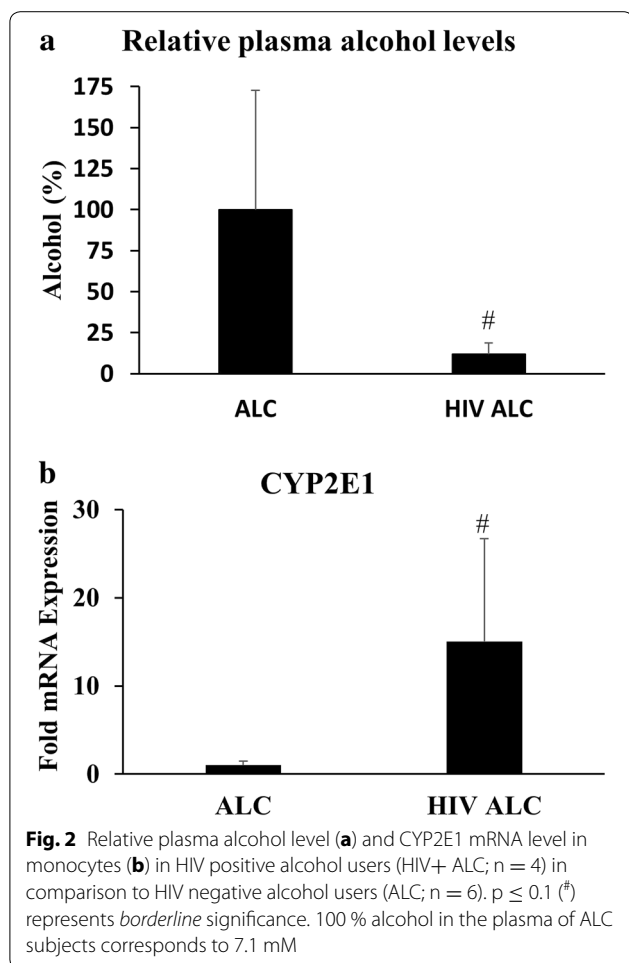 a Relative plasma alcohol levels
175
150
125
100
75
50
25
0
Alcohol (%)
#
ALC HIV ALC
b CYP2E1
30
20
10
0
Fold mRNA Expression
#
ALC HIV ALC
Fig. 2 Relative plasma alcohol level (a) and CYP2E1 mRNA level in
monocytes (b) in HIV positive alcohol users (HIV+ ALC; n = 4) in
comparison to HIV negative alcohol users (ALC; n = 6). p ≤ 0.1 (#)
represents borderline significance. 100 % alcohol in the plasma of ALC
subjects corresponds to 7.1 mM